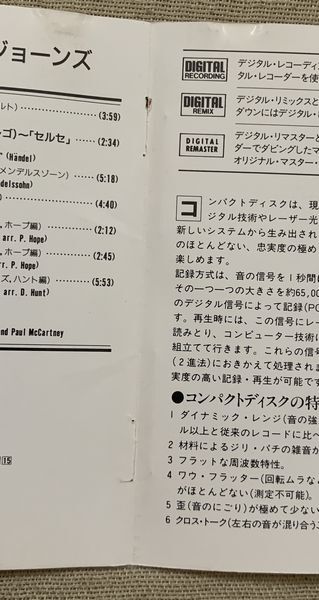 ジョーンズ
ルト) (3:59)
ゴ)~「セルセ」 (2:34)
" (Händel)
メンデルスゾーン) (5:18)
delssohn)
(4:40)
、ホープ編) (2:12)
arr. P. Hope)
、ホープ編) (2:45)
arr. P. Hope)
ズ、ハント編) (5:53)
arr. D. Hunt)
nd Paul McCartney
15
DIGITAL
RECORDING
デジタル・レコーディ
タル・レコーダーを使
DIGITAL
REMIX
デジタル・リミックスと
ダウンにはデジタル・
DIGITAL
REMASTER
デジタル・リマスターと
ダーでダビングしたマ
オリジナル・マスター・
コンパクトディスクは、現
ジタル技術やレーザー光
新しいシステムから生み出され
のほとんどない、忠実度の極め
楽しめます。
記録方式は、音の信号を1秒間に
その一つ一つの大きさを約65,00
のデジタル信号によって記録(PC
す。再生時には、この信号にレー
読みとり、コンピューター技術に
組立てて行きます。これらの信号
(2進法)におきかえて処理されま
実度の高い記録・再生が可能です
●コンパクトディスクの特
1 ダイナミック・レンジ(音の強
ル以上と従来のレコードに比べ
2 材料によるジリ・パチの雑音が
3 フラットな周波数特性。
4 ワウ・フラッター(回転ムラなど
がほとんどない(測定不可能)。
5 歪(音のにごり)が極めて少ない
6 クロス・トーク(左右の音が混り合う